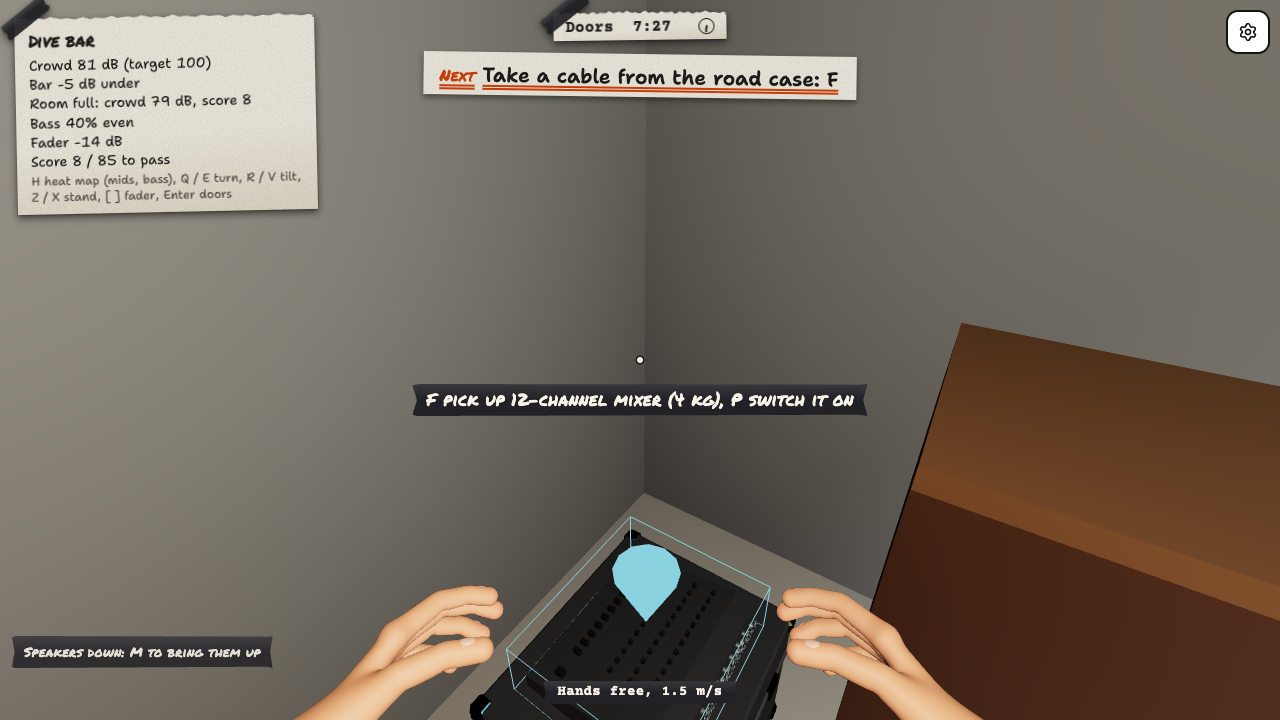 DIVE BAR
Crowd 81 dB (target 100)
Bar -5 dB under
Room full: crowd 79 dB, score 8
Bass 40% even
Fader -14 dB
Score 8 / 85 to pass
H heat map (mids, bass), Q / E turn, R / V tilt,
Z / X stand, [ ] fader, Enter doors
Doors 7:27
NEXT Take a cable from the road case: F
F PICK UP 12-CHANNEL MIXER (4 KG), P SWITCH IT ON
SPEAKERS DOWN: M TO BRING THEM UP
Hands free, 1.5 m/s